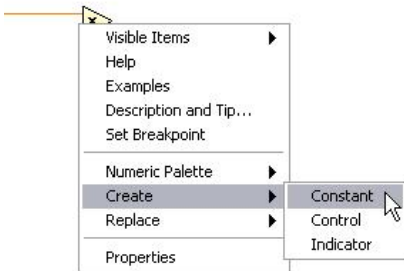 Visible Items
Help
Examples
Description and Tip...
Set Breakpoint
Numeric Palette
Create
Constant
Replace
Control
Indicator
Properties